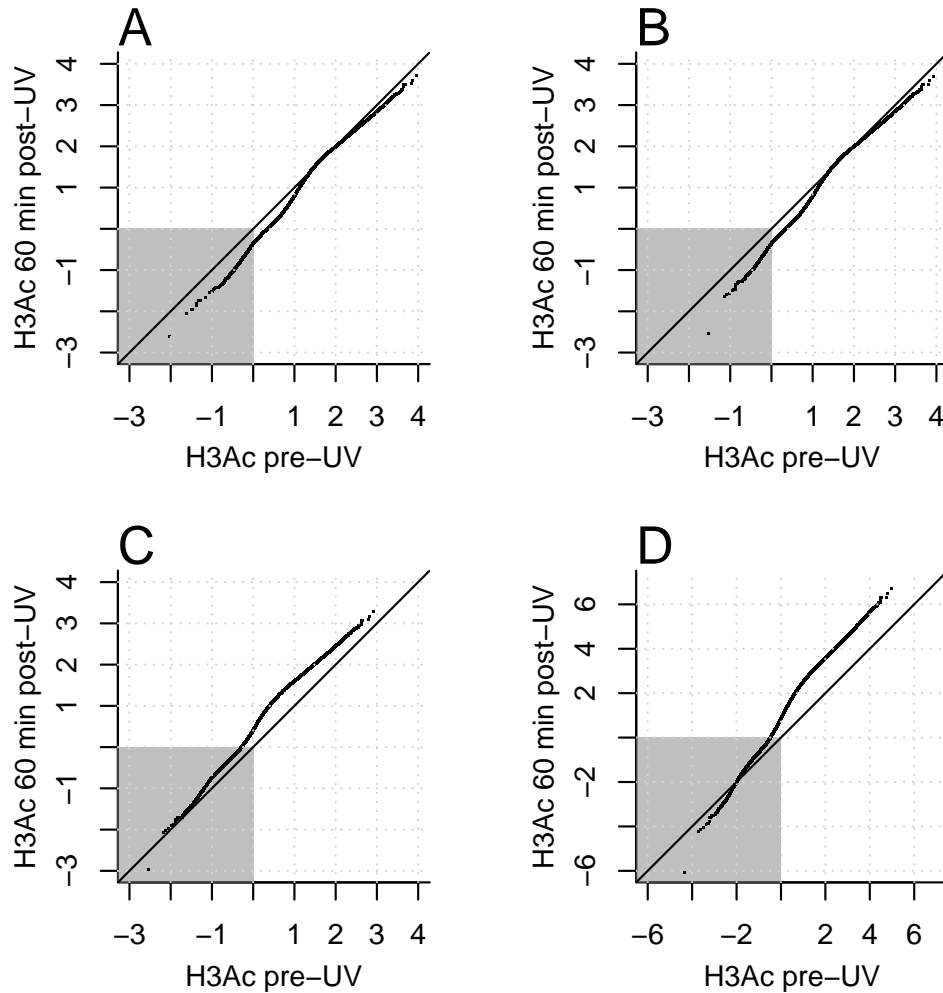 A
H3Ac 60 min post–UV
4
3
2
1
–1
–3
–3 –1 1 2 3 4
H3Ac pre–UV
B
H3Ac 60 min post–UV
4
3
2
1
–1
–3
–3 –1 1 2 3 4
H3Ac pre–UV
C
H3Ac 60 min post–UV
4
3
2
1
–1
–3
–3 –1 1 2 3 4
H3Ac pre–UV
D
H3Ac 60 min post–UV
6
4
2
–2
–6
–6 –2 2 4 6
H3Ac pre–UV